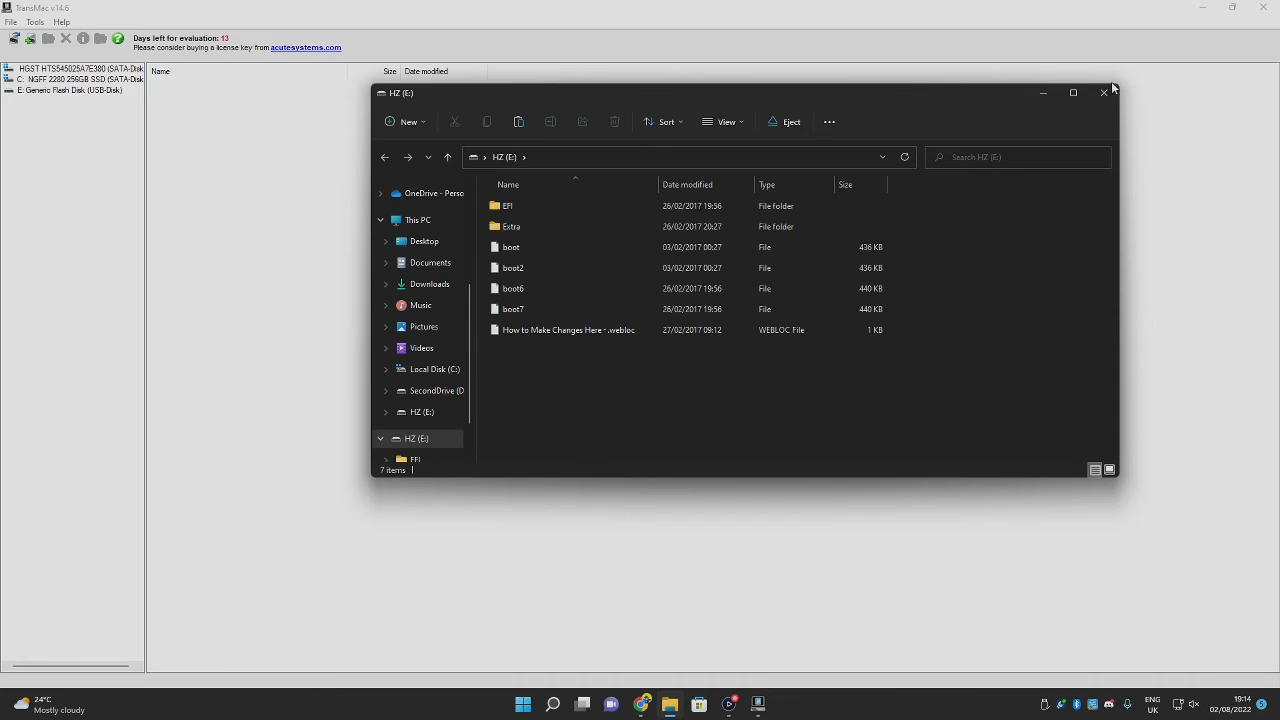 TransMac v.14.6
File Tools Help
Days left for evaluation: 13
Please consider buying a license key from acutesystems.com
HGST HTS545025A7E380 (SATA-Disk
C: NGFF 2280 256GB SSD (SATA-Disk
E: Generic Flash Disk (USB-Disk)
Name Size Date modified
HZ (E:)
New Sort View Eject
HZ (E:) Search HZ (E:)
OneDrive - Perso
This PC
Desktop
Documents
Downloads
Music
Pictures
Videos
Local Disk (C:)
SecondDrive (D
HZ (E:)
HZ (E:)
EFI
Name Date modified Type Size
EFI 26/02/2017 19:56 File folder
Extra 26/02/2017 20:27 File folder
boot 03/02/2017 00:27 File 436 KB
boot2 03/02/2017 00:27 File 436 KB
boot6 26/02/2017 19:56 File 440 KB
boot7 26/02/2017 19:56 File 440 KB
How to Make Changes Here · .webloc 27/02/2017 09:12 WEBLOC File 1 KB
7 items
24°C
Mostly cloudy
ENG
UK
19:14
02/08/2022